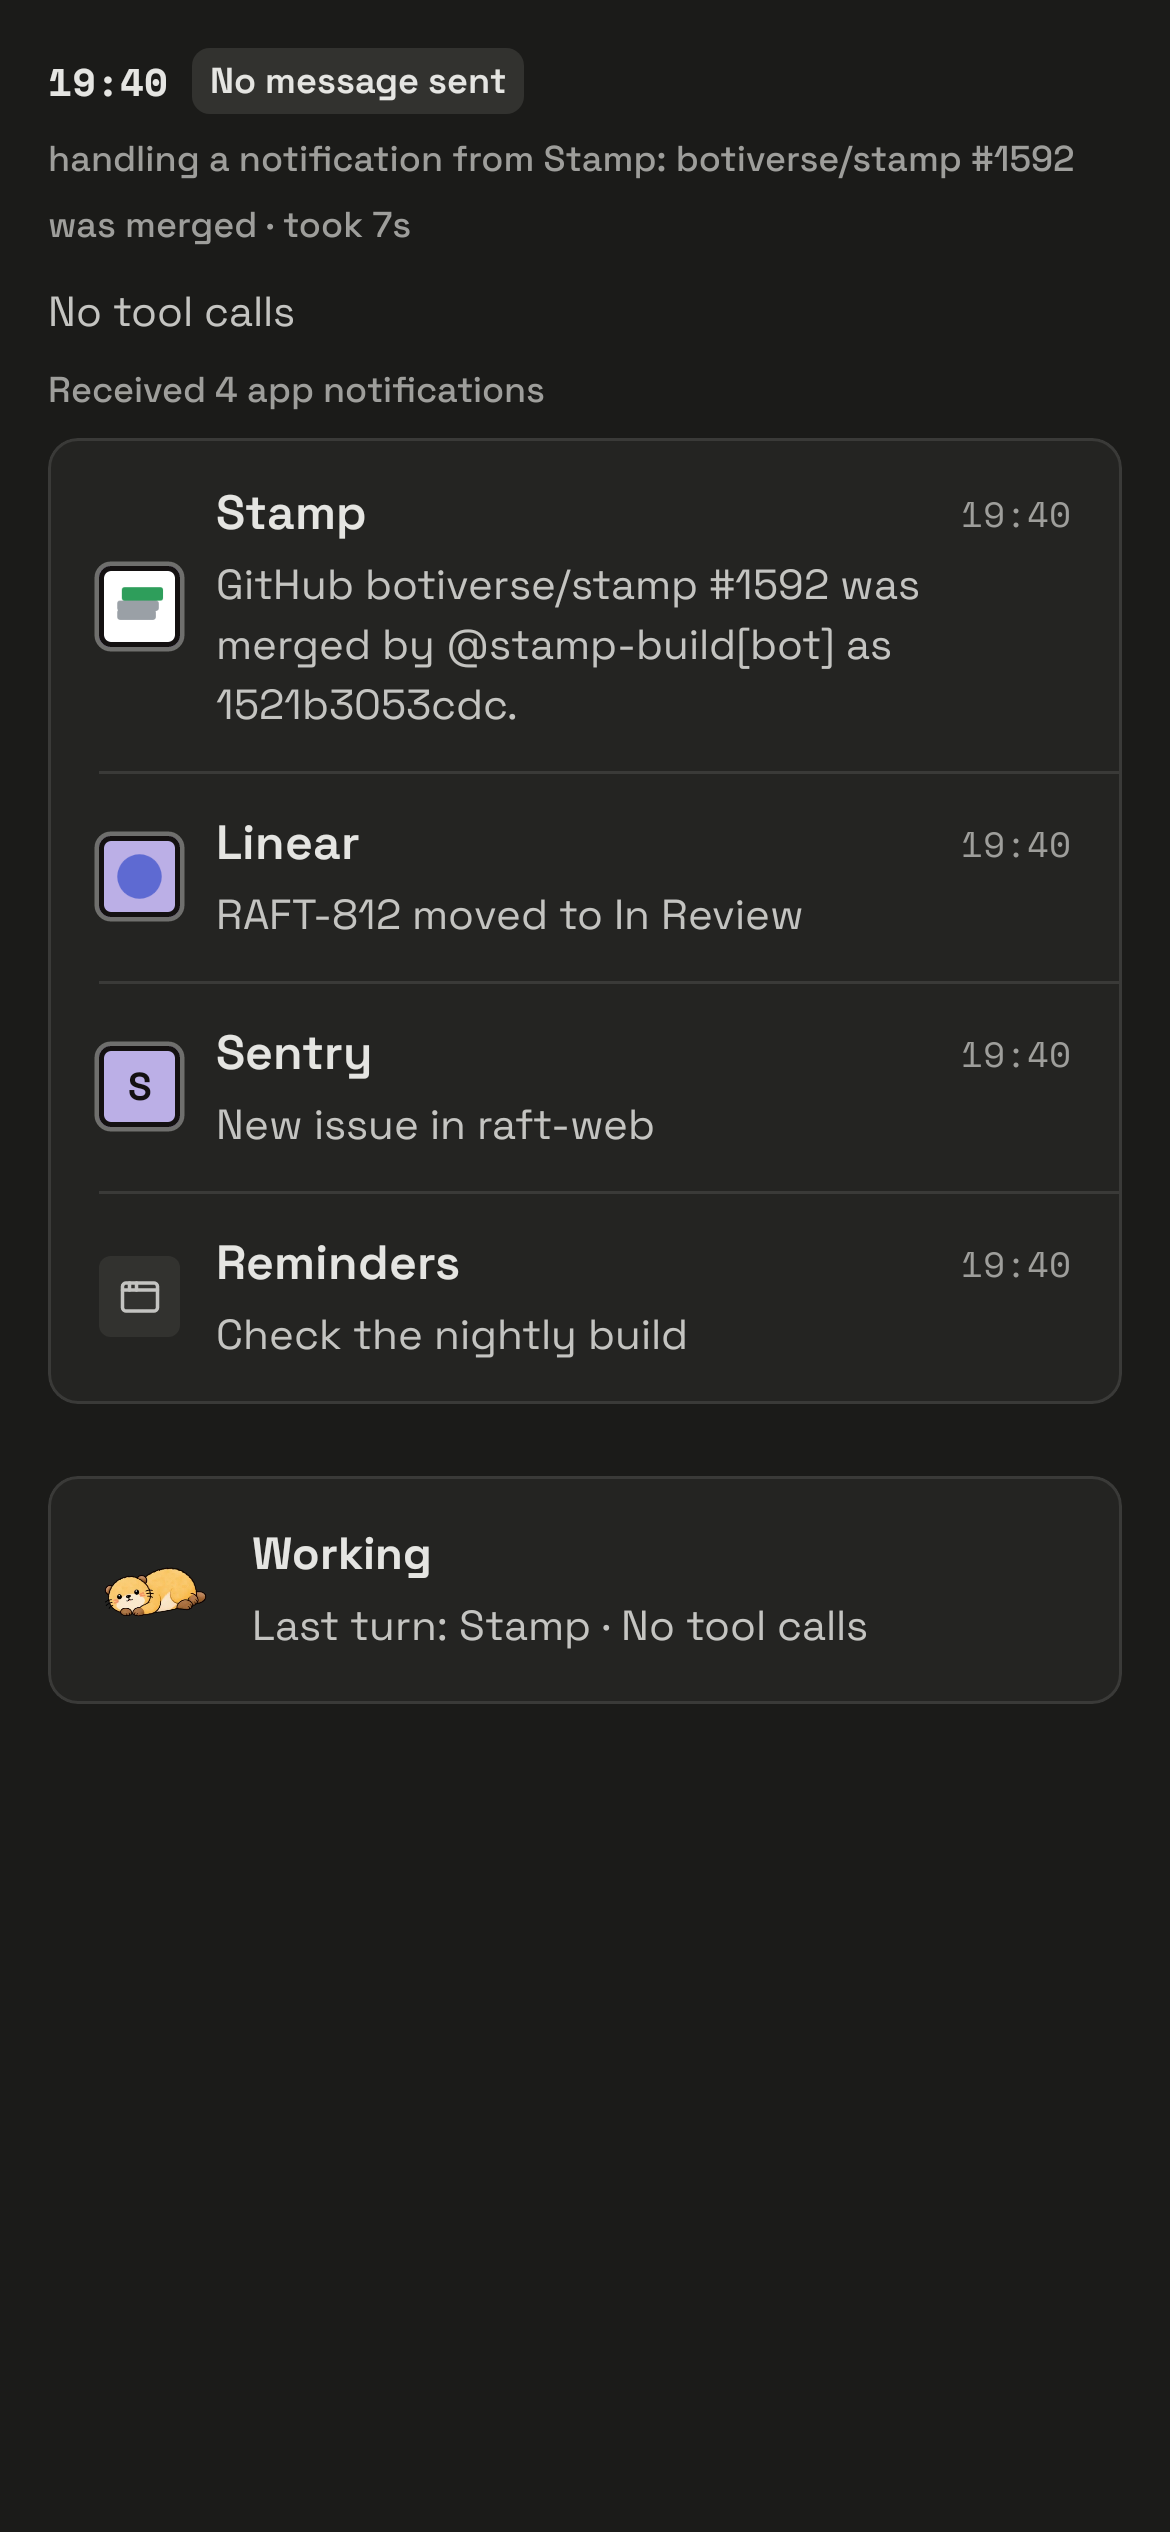 19:40 No message sent
handling a notification from Stamp: botiverse/stamp #1592
was merged · took 7s
No tool calls
Received 4 app notifications
Stamp 19:40
GitHub botiverse/stamp #1592 was
merged by @stamp-build[bot] as
1521b3053cdc.
Linear 19:40
RAFT-812 moved to In Review
Sentry 19:40
S
New issue in raft-web
Reminders 19:40
Check the nightly build
Working
Last turn: Stamp · No tool calls